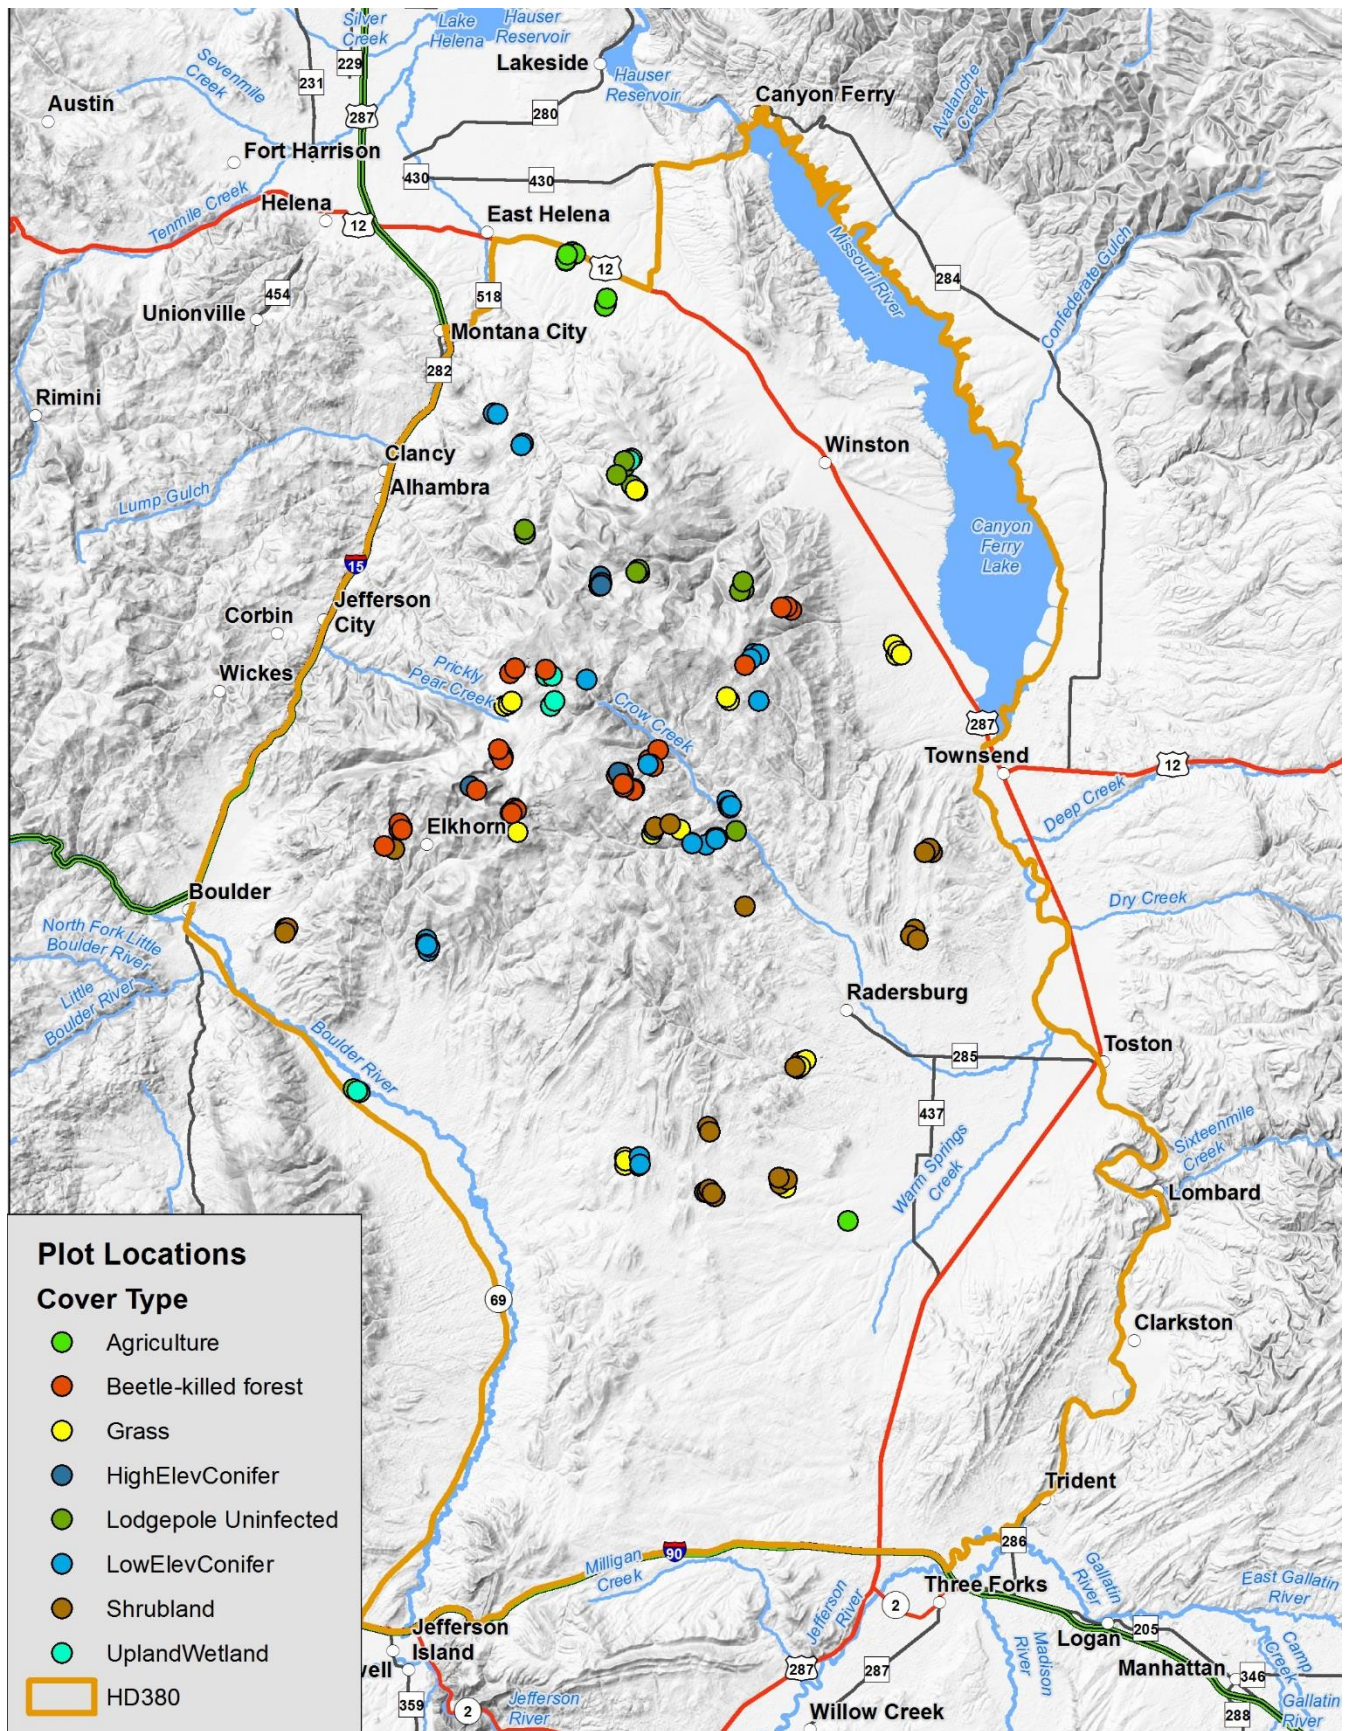 Silver
Creek
Lake
Helena
Hauser
Reservoir
Sevenmile
Creek
229
231
Lakeside
Hauser
Reservoir
Canyon Ferry
Avalanche
Creek
Austin
287
280
Fort Harrison
430
430
Tenmile Creek
Helena
12
East Helena
12
Missouri River
284
Confederate Gulch
454
518
Unionville
Montana City
282
Rimini
Clancy
Winston
Alhambra
Lump Gulch
Canyon
Ferry
Lake
15
Jefferson
City
Corbin
Wickes
Prickly
Pear Creek
Crow Creek
287
Townsend
12
Deep Creek
Elkhorn
Boulder
Dry Creek
North Fork Little
Boulder River
Little
Boulder River
Radersburg
Boulder River
285
Toston
437
Sixteenmile
Creek
Warm Springs
Creek
Lombard
69
Clarkston
Trident
90
Milligan
Creek
286
Gallatin
River
East Gallatin
River
Three Forks
2
Jefferson
River
Jefferson
Island
Logan
205
Madison
River
Camp
Creek
vell
Manhattan
346
287
287
359
2
Jefferson
River
Willow Creek
288
Gallatin
River
Plot Locations
Cover Type
Agriculture
Beetle-killed forest
Grass
HighElevConifer
Lodgepole Uninfected
LowElevConifer
Shrubland
UplandWetland
HD380